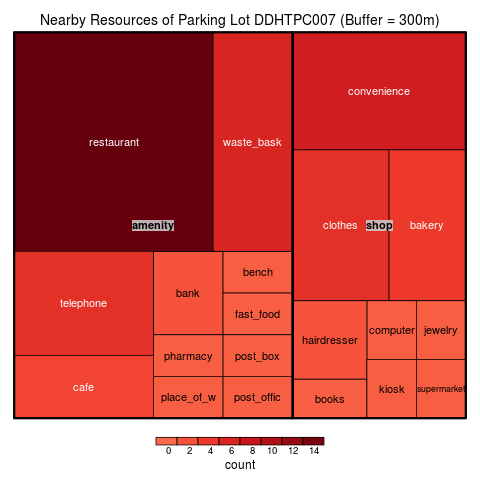 Nearby Resources of Parking Lot DDHTPC007 (Buffer = 300m)
restaurant
waste_bask
amenity
telephone
cafe
bank
bench
fast_food
pharmacy
post_box
place_of_w
post_offic
convenience
clothes
shop
bakery
hairdresser
computer
jewelry
books
kiosk
supermarket
0 2 4 6 8 10 12 14
count